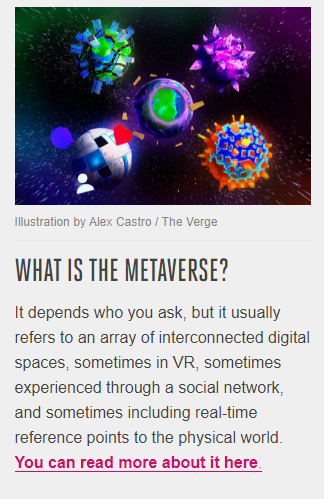 Illustration by Alex Castro / The Verge
WHAT IS THE METAVERSE?
It depends who you ask, but it usually
refers to an array of interconnected digital
spaces, sometimes in VR, sometimes
experienced through a social network,
and sometimes including real-time
reference points to the physical world.
You can read more about it here.